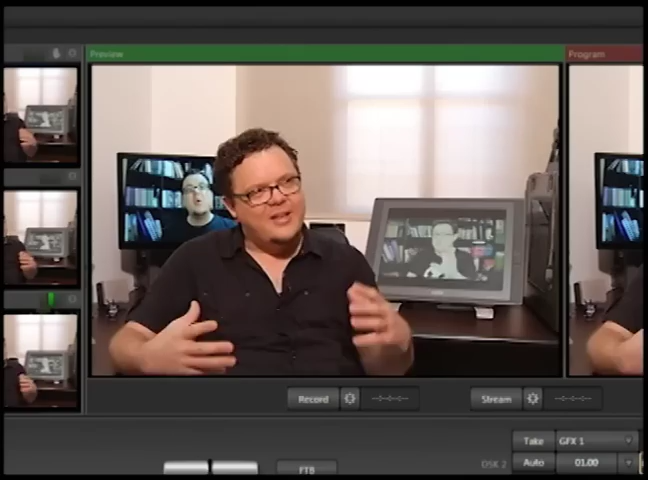 Preview
Program
Record
--:--:--
Stream
--:--:--
Take
GFX 1
DSK 2
Auto
01.00
FTB